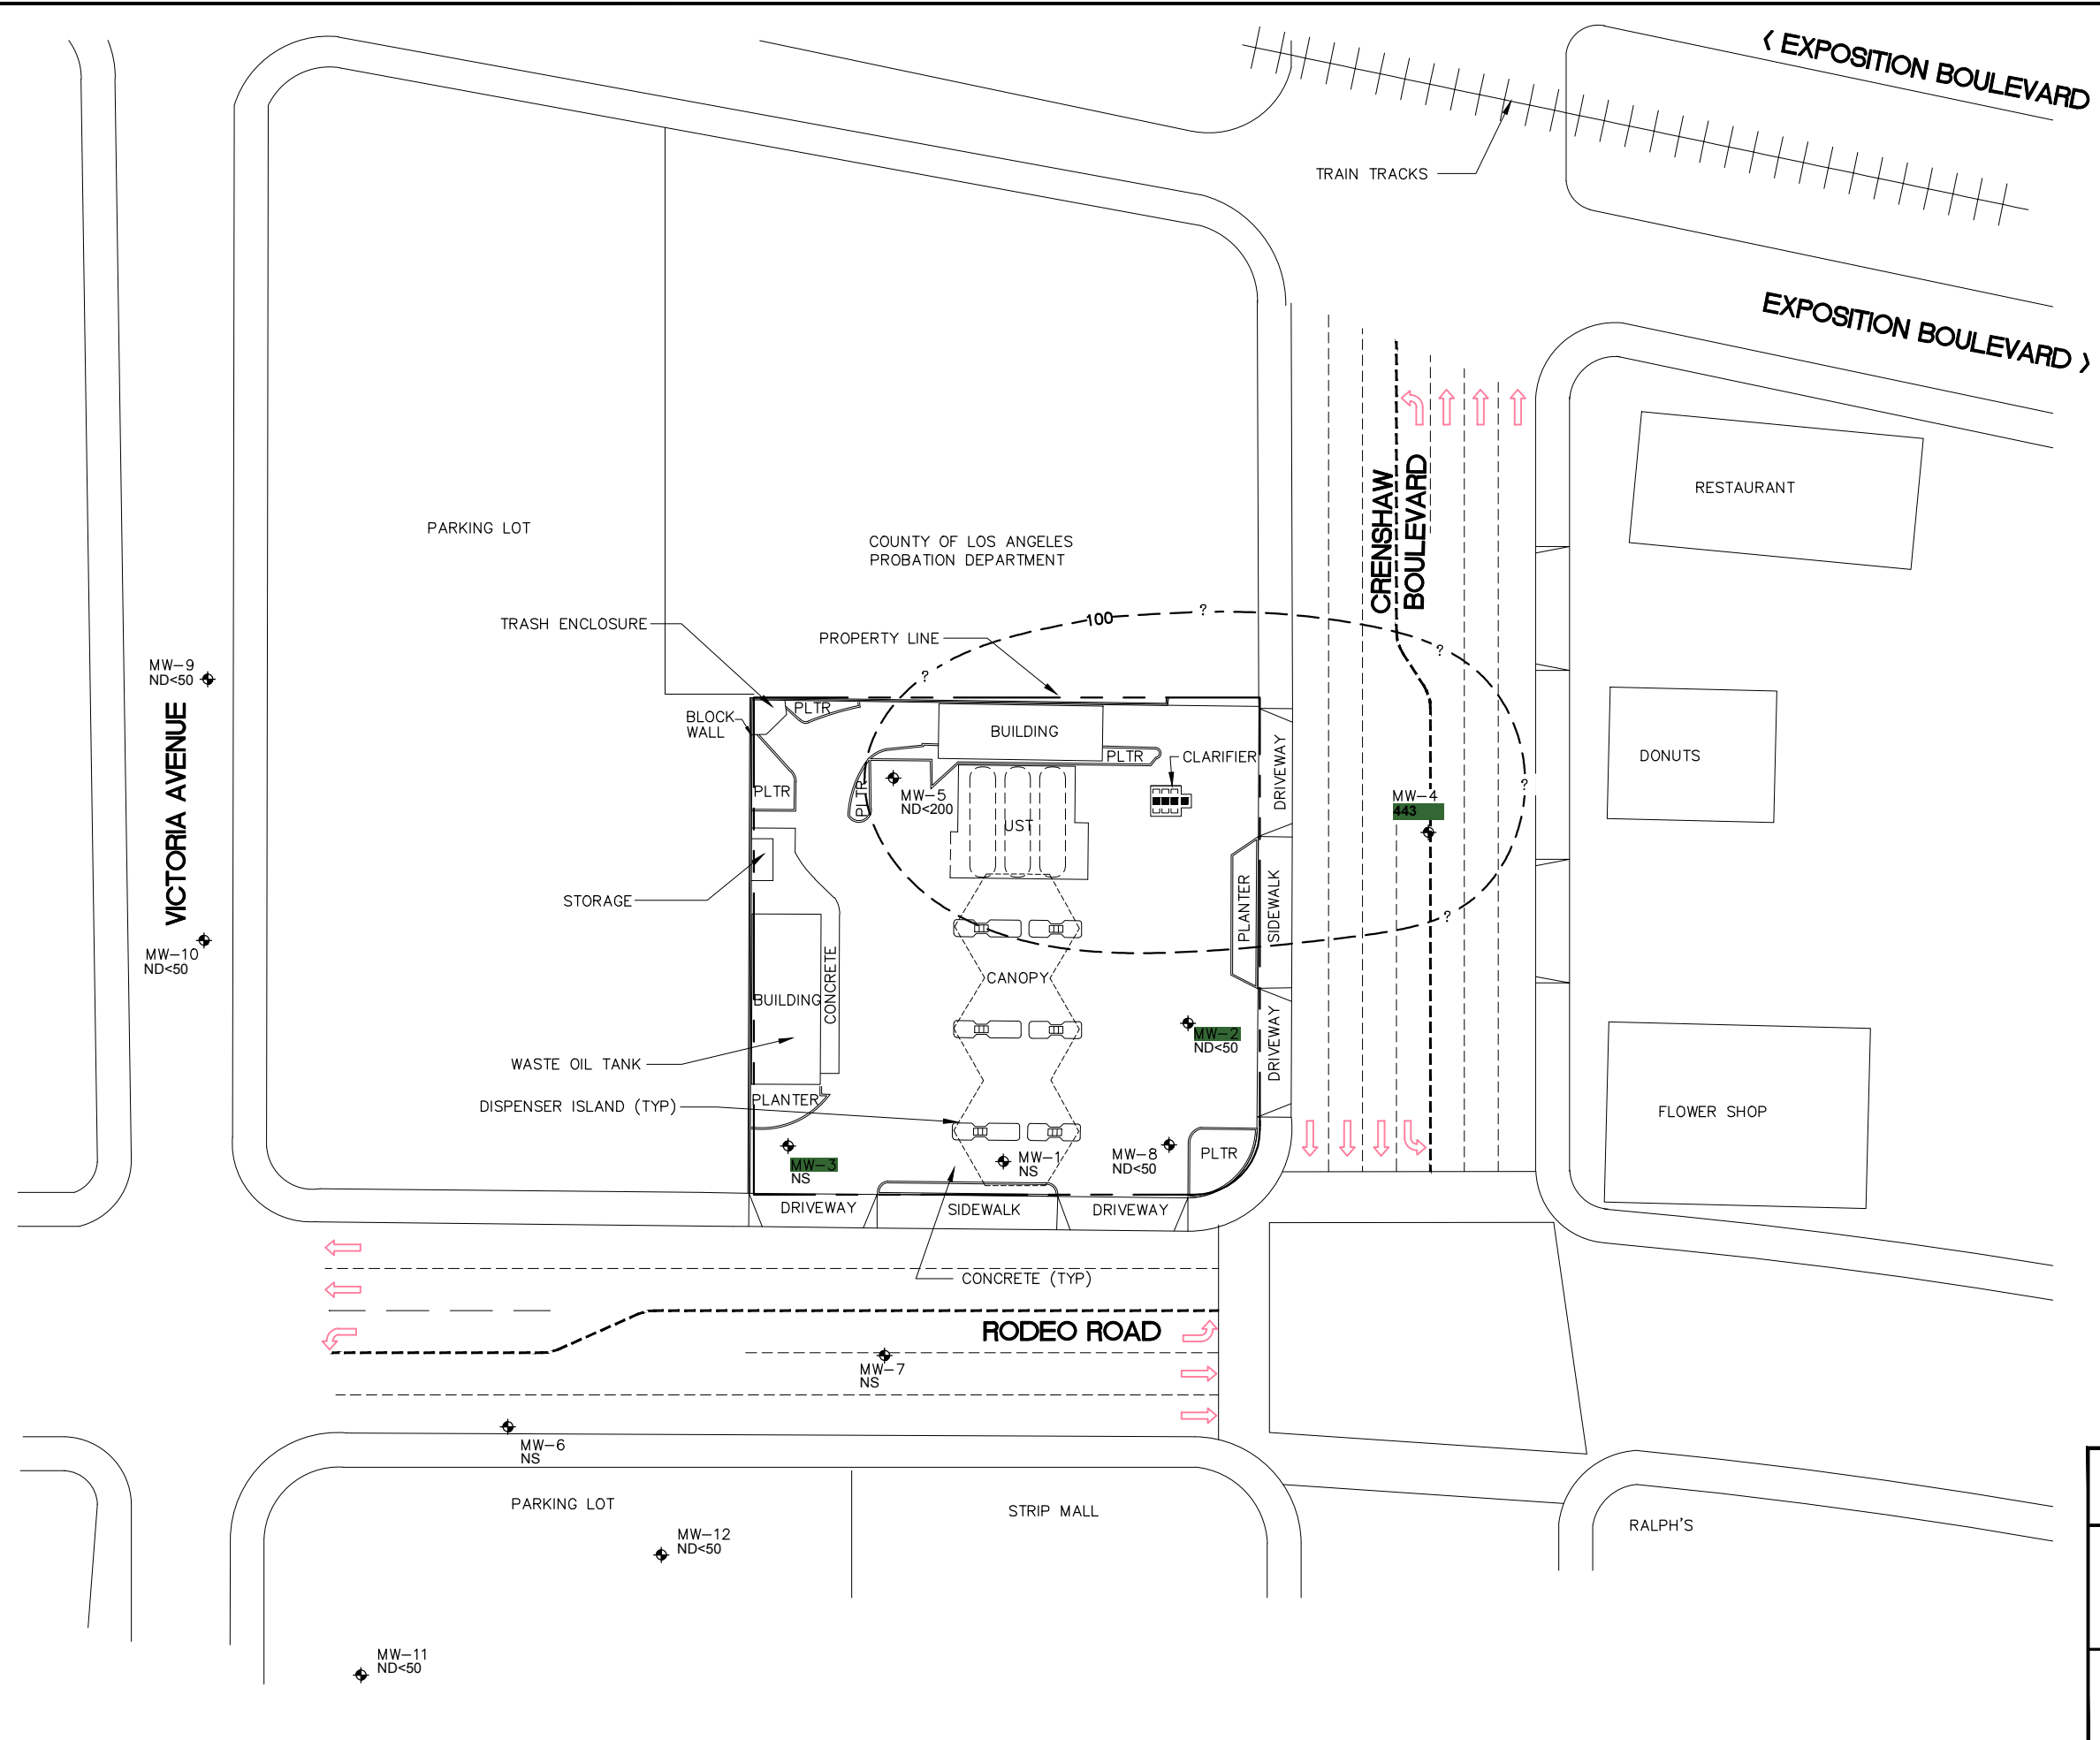 < EXPOSITION BOULEVARD
TRAIN TRACKS
EXPOSITION BOULEVARD >
CRENSHAW
BOULEVARD
RESTAURANT
PARKING LOT
COUNTY OF LOS ANGELES
PROBATION DEPARTMENT
TRASH ENCLOSURE
100
?
PROPERTY LINE
?
?
MW-9
ND<50
VICTORIA AVENUE
BLOCK
WALL
PLTR
BUILDING
PLTR
CLARIFIER
DRIVEWAY
DONUTS
PLTR
PLTR
MW-5
ND<200
UST
MW-4
443
?
STORAGE
PLANTER
SIDEWALK
?
MW-10
ND<50
BUILDING
CONCRETE
CANOPY
MW-2
ND<50
DRIVEWAY
WASTE OIL TANK
PLANTER
DISPENSER ISLAND (TYP)
FLOWER SHOP
MW-3
NS
MW-1
NS
MW-8
ND<50
PLTR
DRIVEWAY
SIDEWALK
DRIVEWAY
CONCRETE (TYP)
RODEO ROAD
MW-7
NS
MW-6
NS
PARKING LOT
STRIP MALL
RALPH'S
MW-12
ND<50
MW-11
ND<50